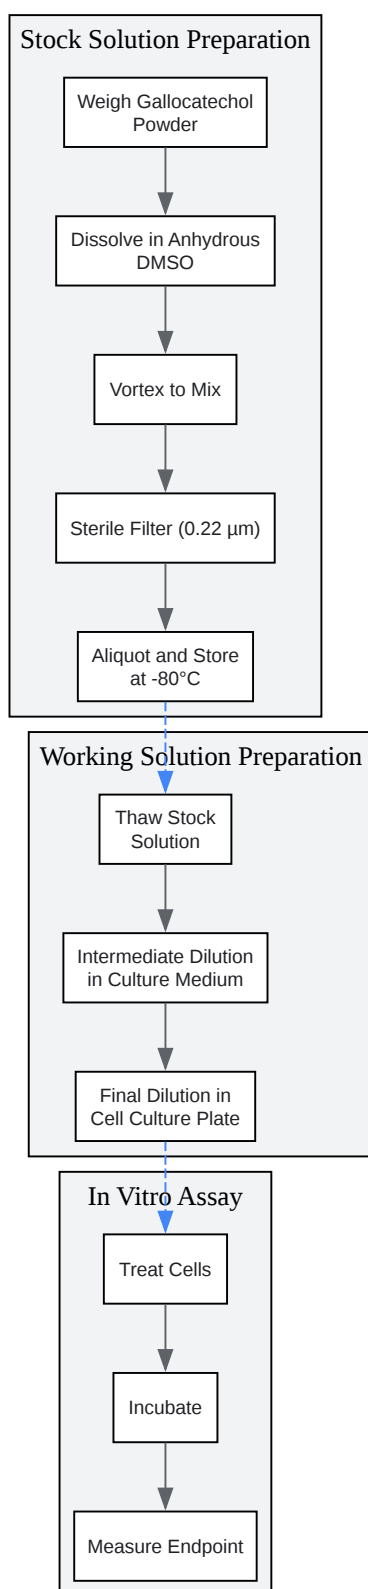 Stock Solution Preparation
Weigh Gallocatechol
Powder
Dissolve in Anhydrous
DMSO
Vortex to Mix
Sterile Filter (0.22 µm)
Aliquot and Store
at -80°C
Working Solution Preparation
Thaw Stock
Solution
Intermediate Dilution
in Culture Medium
Final Dilution in
Cell Culture Plate
In Vitro Assay
Treat Cells
Incubate
Measure Endpoint